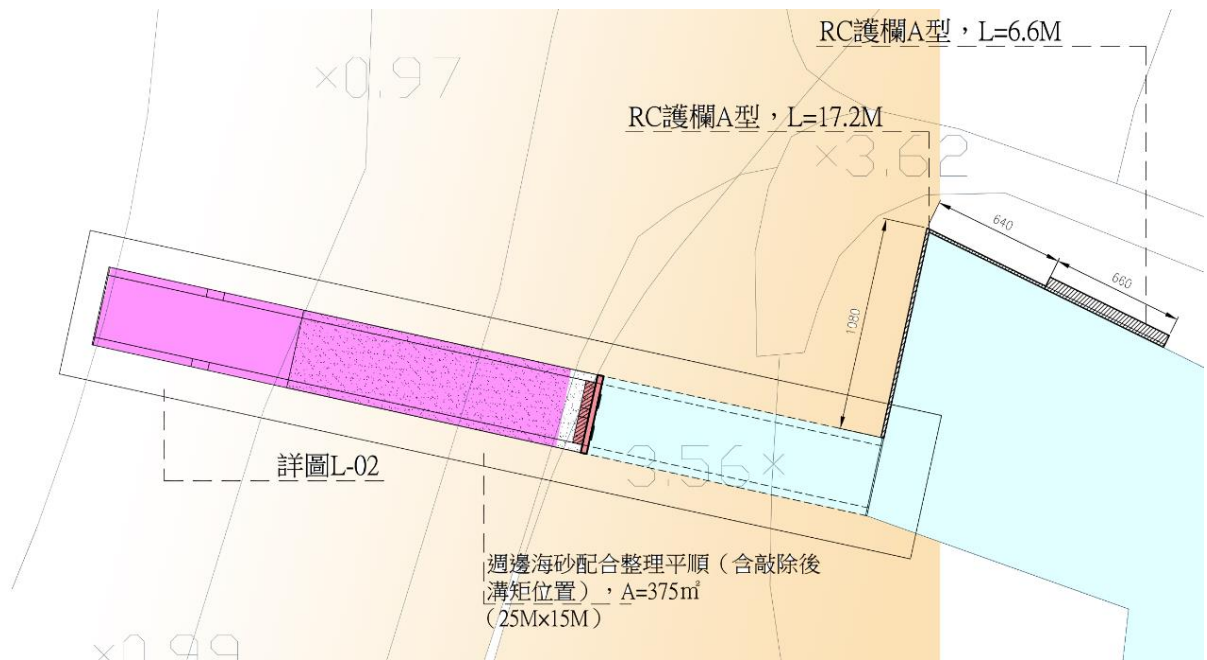 RC護欄A型，L=6.6M
×0.97
RC護欄A型，L=17.2M
×3.62
640
660
1080
詳圖L-02
3.56×
週邊海砂配合整理平順（含敲除後
溝矩位置），A=375㎡
（25M×15M）
×0.99